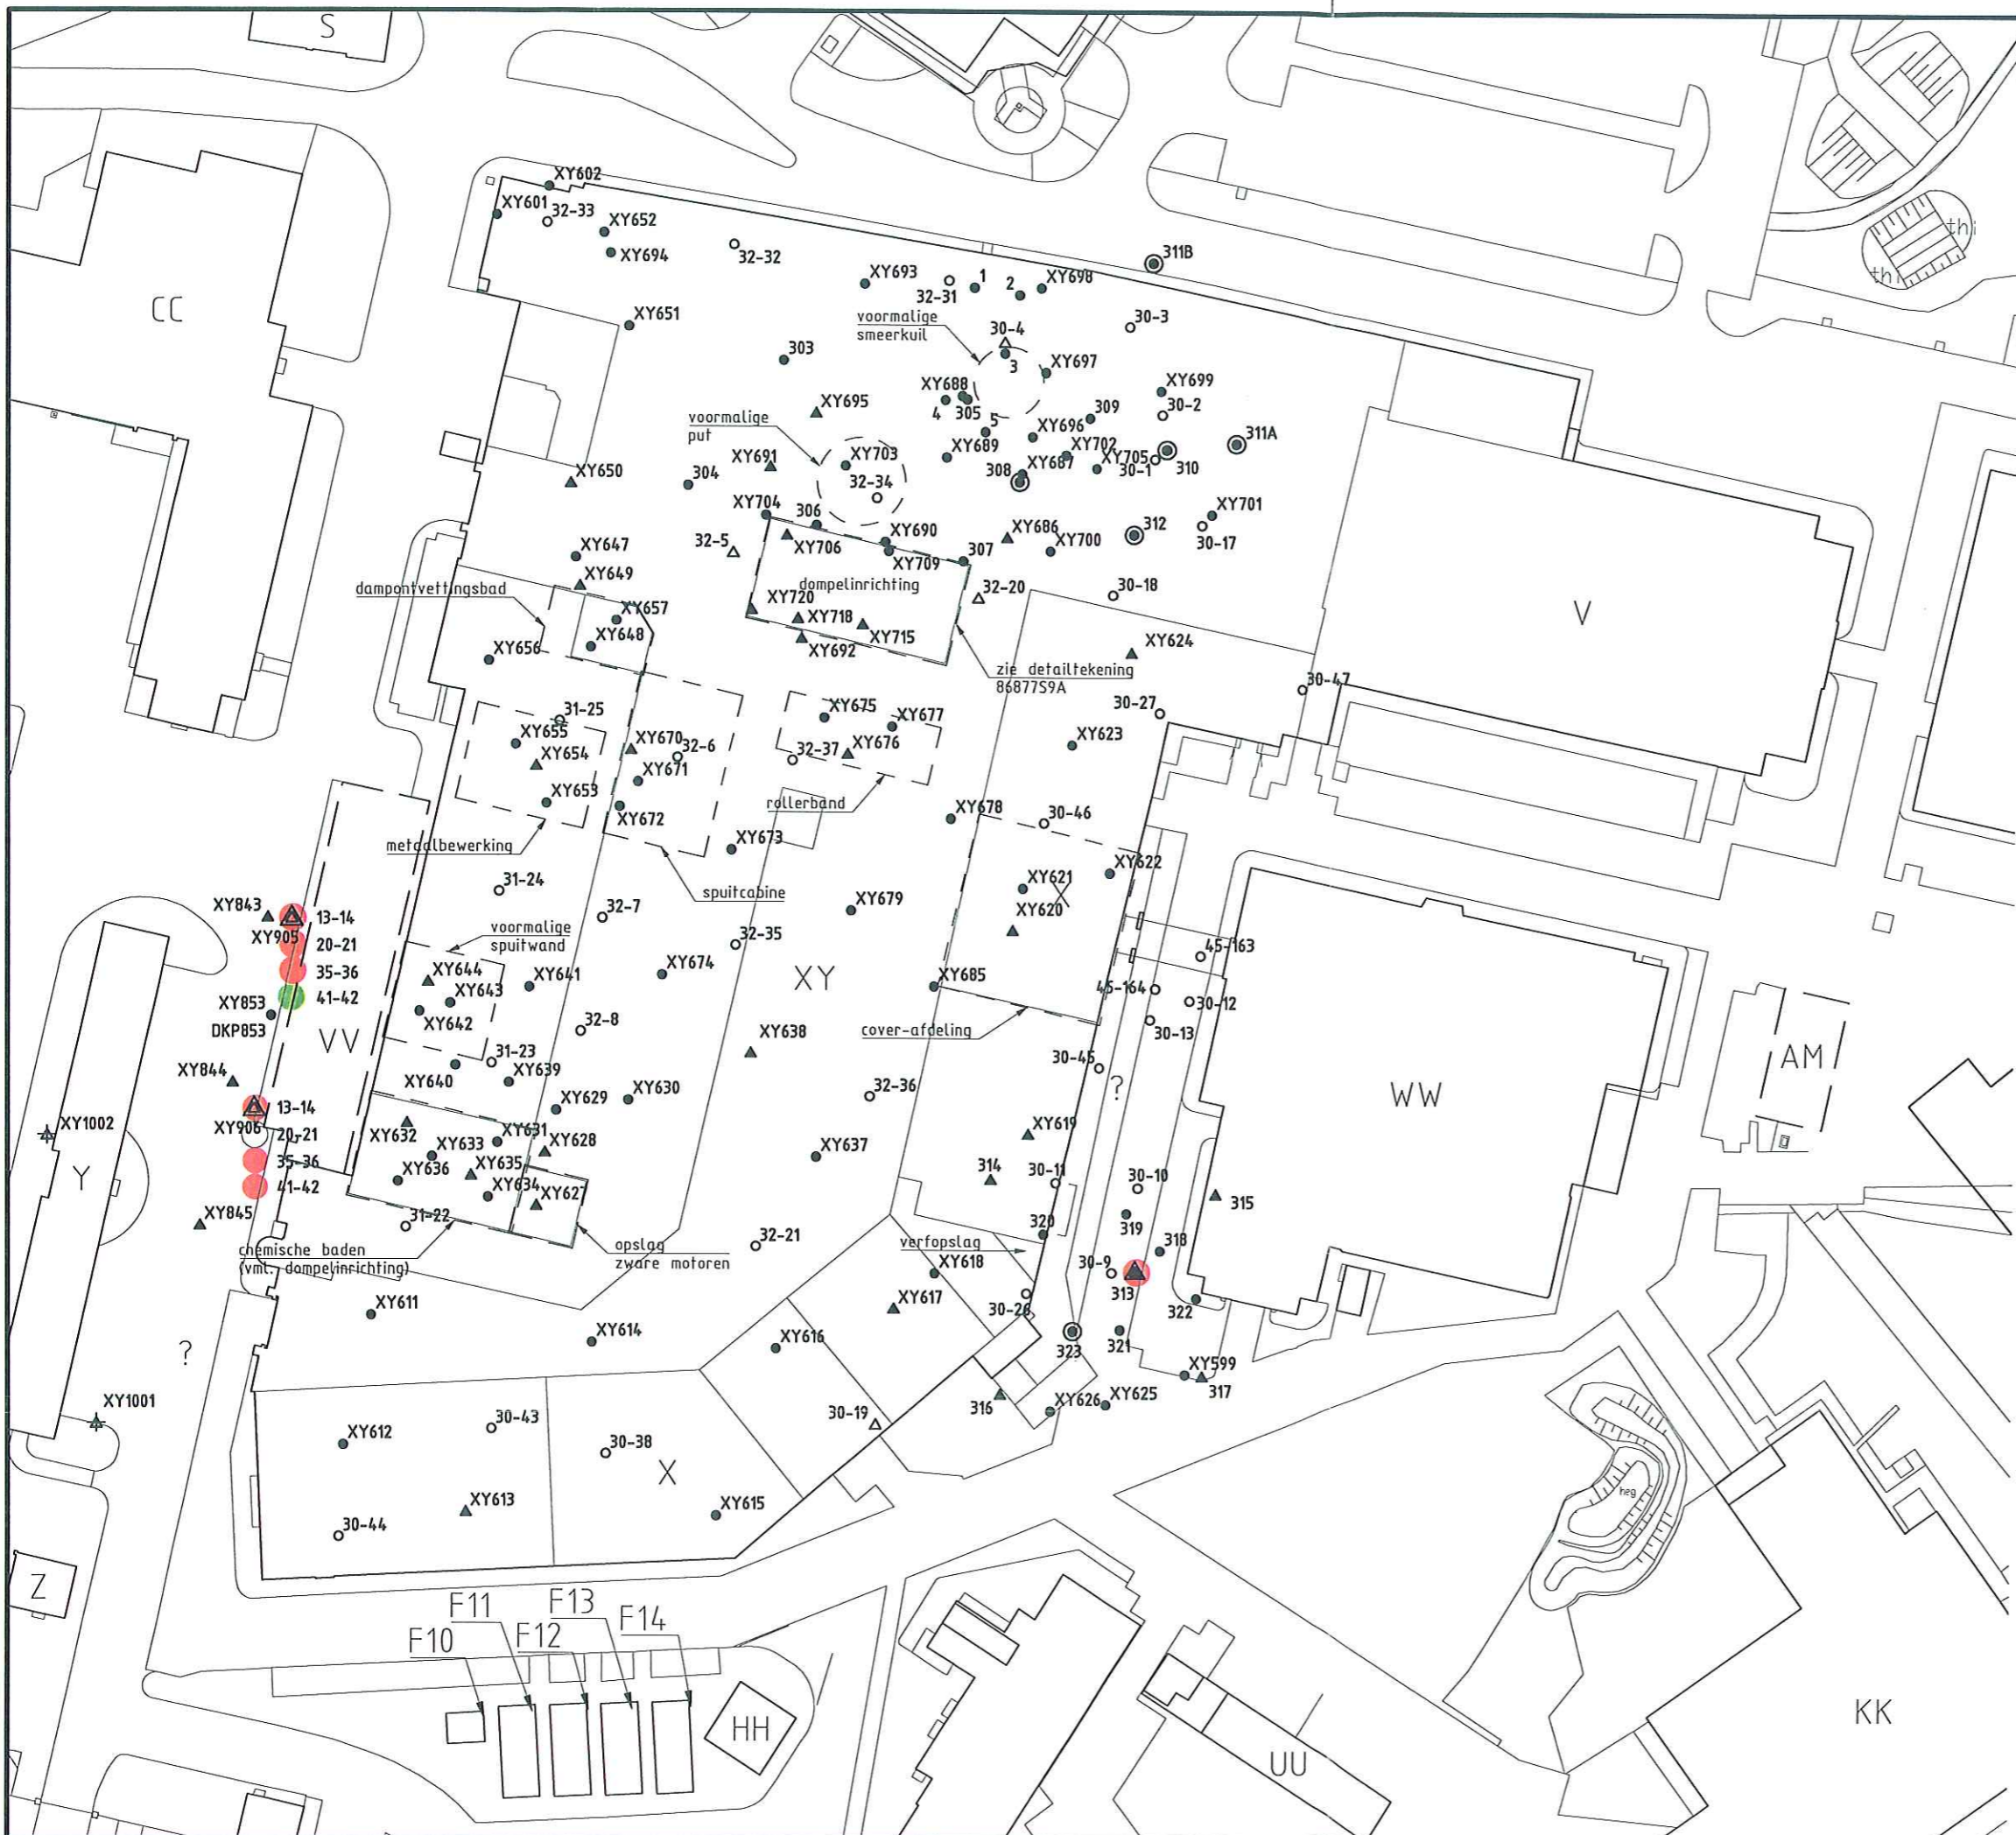 S
XY602
XY601
32-33
XY652
XY694
32-32
311B
thi
thi
CC
XY693
32-31
1
2
XY698
XY651
voormalige
smeerkuil
30-4
3
30-3
303
XY697
XY688
4
305
XY699
30-2
XY695
voormalige
put
5
309
XY696
311A
XY691
XY703
XY689
XY702
XY705
30-1
310
XY650
304
32-34
308
XY687
XY704
306
XY701
32-5
XY706
XY690
XY709
307
XY686
XY700
312
30-17
XY647
XY649
dampontvettingsbad
dompelinrichting
32-20
30-18
V
XY657
XY720
XY718
XY715
XY648
XY692
XY656
XY624
zie detailtekening
86877S9A
30-47
31-25
XY675
XY677
30-27
XY655
XY654
XY670
32-6
32-37
XY676
XY623
XY671
XY653
XY672
rollerband
XY678
30-46
metaalbewerking
XY673
XY622
31-24
spuitcabine
XY621
X
XY620
XY843
13-14
XY905
20-21
32-7
XY679
voormalige
spuitwand
32-35
45-163
35-36
XY644
XY641
XY674
XY
XY685
45-164
30-12
41-42
XY853
DKP853
XY643
XY642
VV
32-8
cover-afdeling
30-13
XY638
31-23
XY640
XY639
30-45
AM
XY844
XY630
32-36
?
WW
13-14
XY629
XY906
20-21
XY1002
XY632
XY631
XY633
XY628
XY619
XY637
35-36
Y
XY636
XY635
314
30-11
41-42
XY634
XY627
30-10
315
XY845
31-22
319
320
chemische baden
(vml. dompelinrichting)
opslag
zware motoren
32-21
verfopslag
318
XY618
30-9
313
XY611
XY617
30-26
322
?
XY614
XY616
323
321
XY599
317
XY1001
316
XY626
XY625
XY612
30-43
30-19
30-38
X
heg
XY613
XY615
30-44
Z
F11
F13
F10
F12
F14
HH
UU
KK